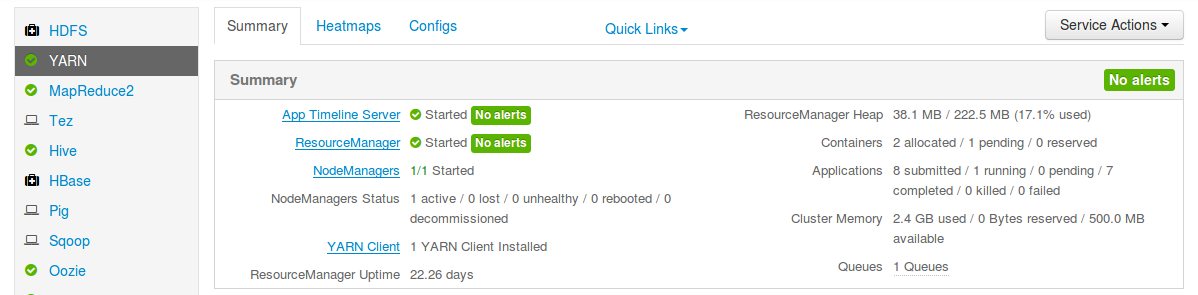 HDFS
YARN
MapReduce2
Tez
Hive
HBase
Pig
Sqoop
Oozie
Summary Heatmaps Configs Quick Links Service Actions
Summary No alerts
App Timeline Server Started No alerts
ResourceManager Started No alerts
NodeManagers 1/1 Started
NodeManagers Status 1 active / 0 lost / 0 unhealthy / 0 rebooted / 0
decommissioned
YARN Client 1 YARN Client Installed
ResourceManager Uptime 22.26 days
ResourceManager Heap 38.1 MB / 222.5 MB (17.1% used)
Containers 2 allocated / 1 pending / 0 reserved
Applications 8 submitted / 1 running / 0 pending / 7
completed / 0 killed / 0 failed
Cluster Memory 2.4 GB used / 0 Bytes reserved / 500.0 MB
available
Queues 1 Queues